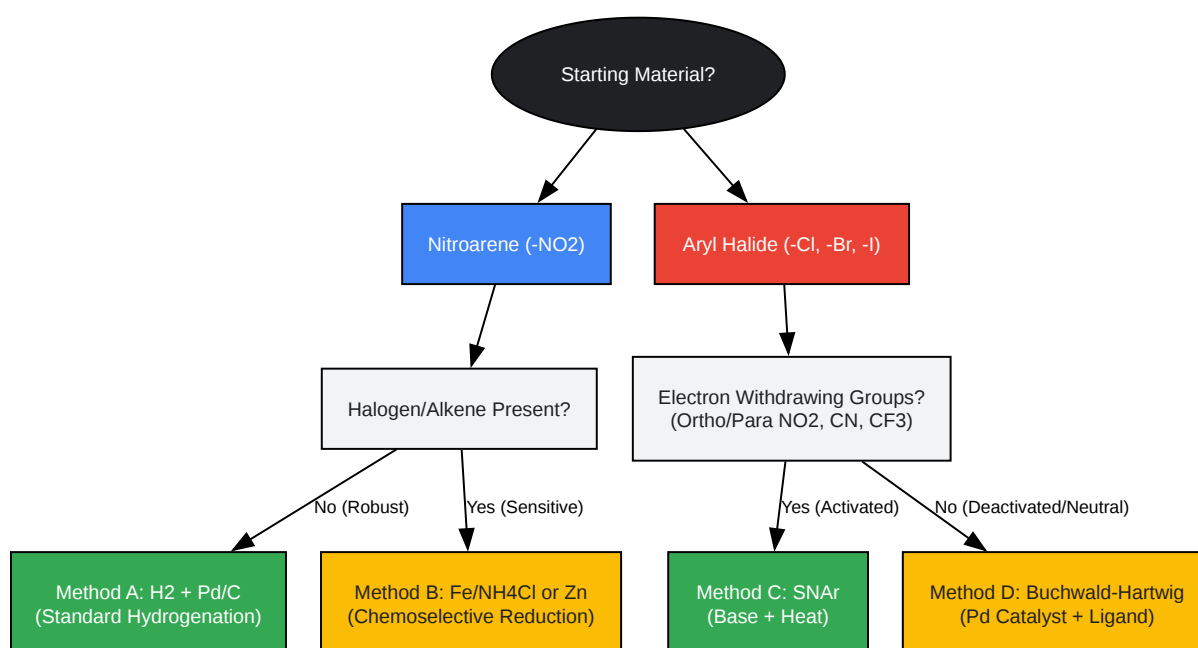 Starting Material?
Nitroarene (-NO2)
Aryl Halide (-Cl, -Br, -I)
Halogen/Alkene Present?
Electron Withdrawing Groups?
(Ortho/Para NO2, CN, CF3)
No (Robust)
Yes (Sensitive)
Yes (Activated)
No (Deactivated/Neutral)
Method A: H2 + Pd/C
(Standard Hydrogenation)
Method B: Fe/NH4Cl or Zn
(Chemoselective Reduction)
Method C: SNAr
(Base + Heat)
Method D: Buchwald-Hartwig
(Pd Catalyst + Ligand)